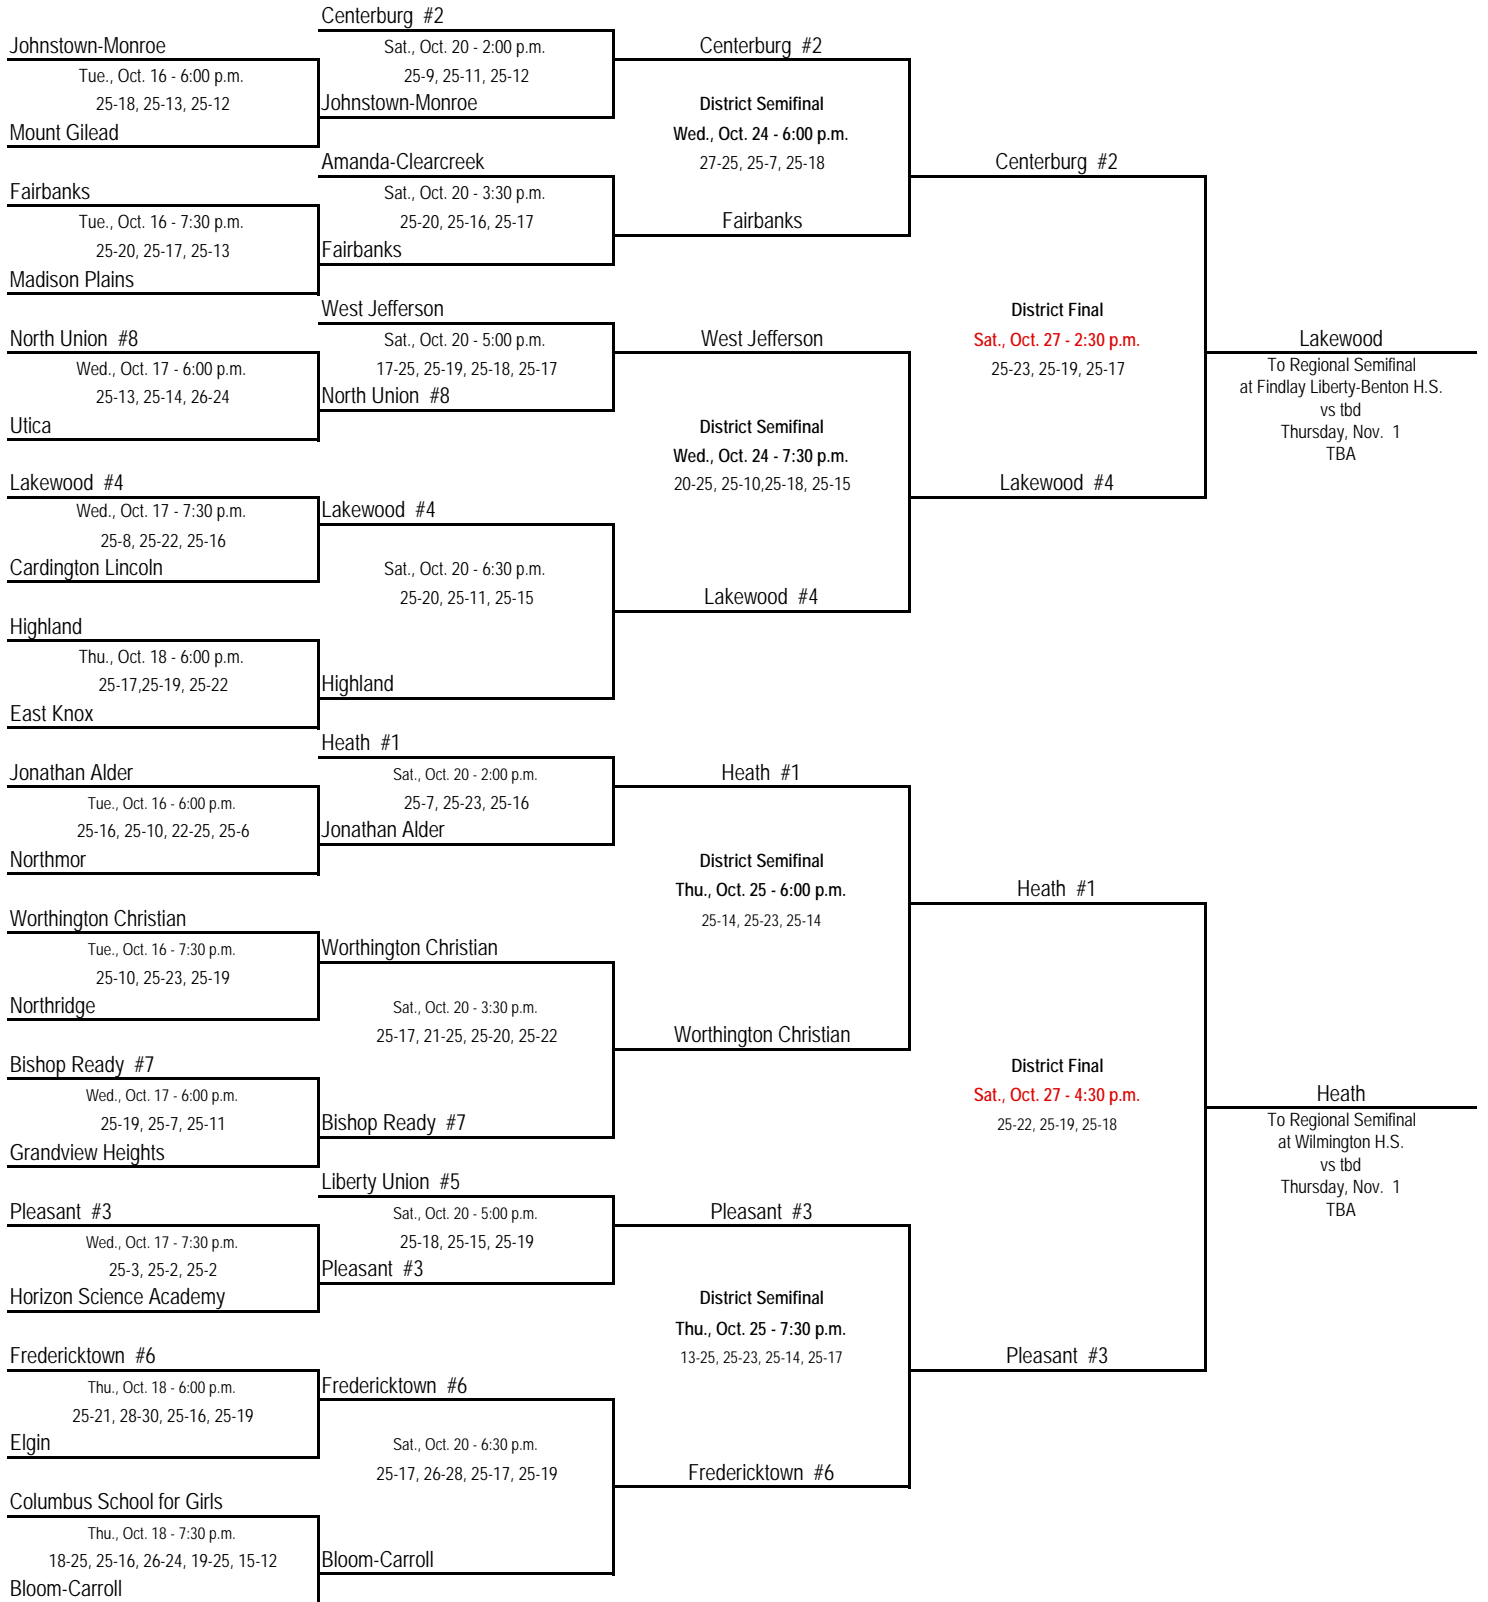 Centerburg #2
Johnstown-Monroe
Sat., Oct. 20 - 2:00 p.m.
Centerburg #2
Tue., Oct. 16 - 6:00 p.m.
25-9, 25-11, 25-12
25-18, 25-13, 25-12
Johnstown-Monroe
District Semifinal
Mount Gilead
Wed., Oct. 24 - 6:00 p.m.
Amanda-Clearcreek
27-25, 25-7, 25-18
Centerburg #2
Fairbanks
Sat., Oct. 20 - 3:30 p.m.
Tue., Oct. 16 - 7:30 p.m.
25-20, 25-16, 25-17
Fairbanks
25-20, 25-17, 25-13
Fairbanks
Madison Plains
West Jefferson
District Final
North Union #8
Sat., Oct. 20 - 5:00 p.m.
West Jefferson
Sat., Oct. 27 - 2:30 p.m.
Lakewood
Wed., Oct. 17 - 6:00 p.m.
17-25, 25-19, 25-18, 25-17
25-23, 25-19, 25-17
To Regional Semifinal
25-13, 25-14, 26-24
North Union #8
at Findlay Liberty-Benton H.S.
vs tbd
Utica
District Semifinal
Thursday, Nov. 1
Wed., Oct. 24 - 7:30 p.m.
TBA
Lakewood #4
20-25, 25-10,25-18, 25-15
Lakewood #4
Wed., Oct. 17 - 7:30 p.m.
Lakewood #4
25-8, 25-22, 25-16
Cardington Lincoln
Sat., Oct. 20 - 6:30 p.m.
25-20, 25-11, 25-15
Lakewood #4
Highland
Thu., Oct. 18 - 6:00 p.m.
25-17,25-19, 25-22
Highland
East Knox
Heath #1
Jonathan Alder
Sat., Oct. 20 - 2:00 p.m.
Heath #1
Tue., Oct. 16 - 6:00 p.m.
25-7, 25-23, 25-16
25-16, 25-10, 22-25, 25-6
Jonathan Alder
Northmor
District Semifinal
Thu., Oct. 25 - 6:00 p.m.
Heath #1
Worthington Christian
25-14, 25-23, 25-14
Tue., Oct. 16 - 7:30 p.m.
Worthington Christian
25-10, 25-23, 25-19
Northridge
Sat., Oct. 20 - 3:30 p.m.
25-17, 21-25, 25-20, 25-22
Worthington Christian
Bishop Ready #7
District Final
Wed., Oct. 17 - 6:00 p.m.
Sat., Oct. 27 - 4:30 p.m.
Heath
25-19, 25-7, 25-11
Bishop Ready #7
25-22, 25-19, 25-18
To Regional Semifinal
Grandview Heights
at Wilmington H.S.
vs tbd
Liberty Union #5
Thursday, Nov. 1
Pleasant #3
Sat., Oct. 20 - 5:00 p.m.
Pleasant #3
TBA
Wed., Oct. 17 - 7:30 p.m.
25-18, 25-15, 25-19
25-3, 25-2, 25-2
Pleasant #3
Horizon Science Academy
District Semifinal
Thu., Oct. 25 - 7:30 p.m.
Fredericktown #6
13-25, 25-23, 25-14, 25-17
Pleasant #3
Thu., Oct. 18 - 6:00 p.m.
Fredericktown #6
25-21, 28-30, 25-16, 25-19
Elgin
Sat., Oct. 20 - 6:30 p.m.
25-17, 26-28, 25-17, 25-19
Fredericktown #6
Columbus School for Girls
Thu., Oct. 18 - 7:30 p.m.
18-25, 25-16, 26-24, 19-25, 15-12
Bloom-Carroll
Bloom-Carroll